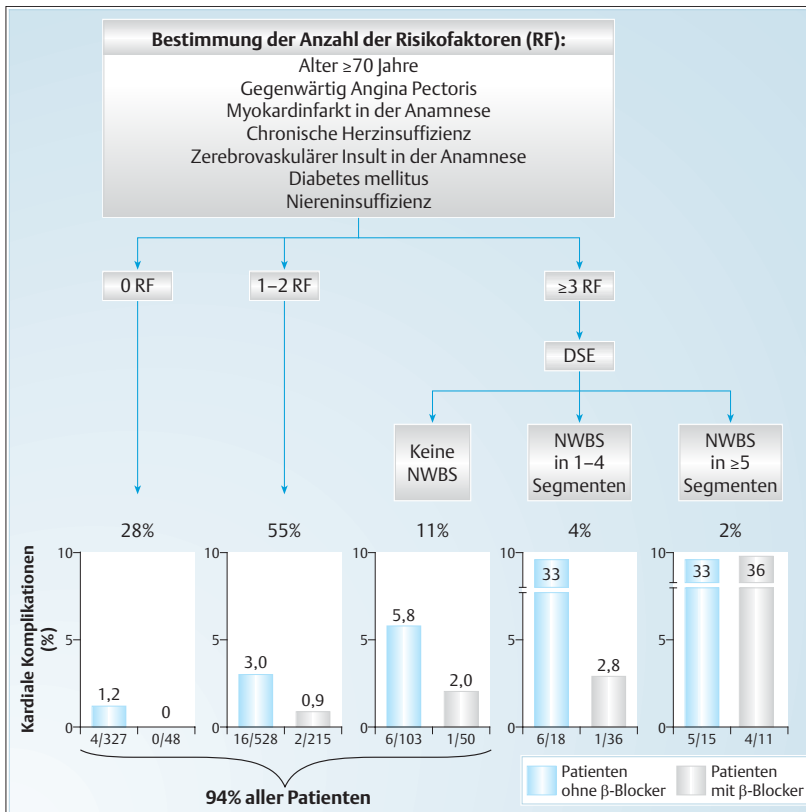 Bestimmung der Anzahl der Risikofaktoren (RF):
Alter ≥70 Jahre
Gegenwärtig Angina Pectoris
Myokardinfarkt in der Anamnese
Chronische Herzinsuffizienz
Zerebrovaskulärer Insult in der Anamnese
Diabetes mellitus
Niereninsuffizienz
0 RF
1–2 RF
≥3 RF
DSE
Keine
NWBS
NWBS
in 1–4
Segmenten
NWBS
in ≥5
Segmenten
28%
55%
11%
4%
2%
Kardiale Komplikationen
(%)
10
5
0
1,2
0
4/327
0/48
10
5
0
3,0
0,9
16/528
2/215
10
5
0
5,8
2,0
6/103
1/50
10
5
0
33
2,8
6/18
1/36
10
5
0
33
36
5/15
4/11
94% aller Patienten
Patienten
ohne β-Blocker
Patienten
mit β-Blocker